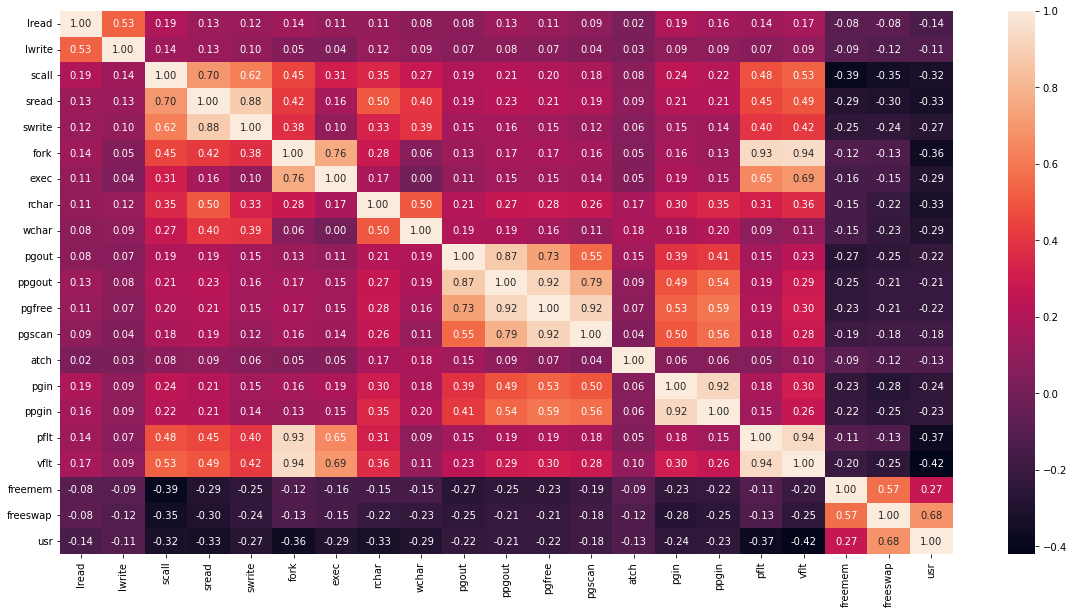 lread 1.00 0.53 0.19 0.13 0.12 0.14 0.11 0.11 0.08 0.08 0.13 0.11 0.09 0.02 0.19 0.16 0.14 0.17 -0.08 -0.08 -0.14
lwrite 0.53 1.00 0.14 0.13 0.10 0.05 0.04 0.12 0.09 0.07 0.08 0.07 0.04 0.03 0.09 0.09 0.07 0.09 -0.09 -0.12 -0.11
scall 0.19 0.14 1.00 0.70 0.62 0.45 0.31 0.35 0.27 0.19 0.21 0.20 0.18 0.08 0.24 0.22 0.48 0.53 -0.39 -0.35 -0.32
sread 0.13 0.13 0.70 1.00 0.88 0.42 0.16 0.50 0.40 0.19 0.23 0.21 0.19 0.09 0.21 0.21 0.45 0.49 -0.29 -0.30 -0.33
swrite 0.12 0.10 0.62 0.88 1.00 0.38 0.10 0.33 0.39 0.15 0.16 0.15 0.12 0.06 0.15 0.14 0.40 0.42 -0.25 -0.24 -0.27
fork 0.14 0.05 0.45 0.42 0.38 1.00 0.76 0.28 0.06 0.13 0.17 0.17 0.16 0.05 0.16 0.13 0.93 0.94 -0.12 -0.13 -0.36
exec 0.11 0.04 0.31 0.16 0.10 0.76 1.00 0.17 0.00 0.11 0.15 0.15 0.14 0.05 0.19 0.15 0.65 0.69 -0.16 -0.15 -0.29
rchar 0.11 0.12 0.35 0.50 0.33 0.28 0.17 1.00 0.50 0.21 0.27 0.28 0.26 0.17 0.30 0.35 0.31 0.36 -0.15 -0.22 -0.33
wchar 0.08 0.09 0.27 0.40 0.39 0.06 0.00 0.50 1.00 0.19 0.19 0.16 0.11 0.18 0.18 0.20 0.09 0.11 -0.15 -0.23 -0.29
pgout 0.08 0.07 0.19 0.19 0.15 0.13 0.11 0.21 0.19 1.00 0.87 0.73 0.55 0.15 0.39 0.41 0.15 0.23 -0.27 -0.25 -0.22
ppgout 0.13 0.08 0.21 0.23 0.16 0.17 0.15 0.27 0.19 0.87 1.00 0.92 0.79 0.09 0.49 0.54 0.19 0.29 -0.25 -0.21 -0.21
pgfree 0.11 0.07 0.20 0.21 0.15 0.17 0.15 0.28 0.16 0.73 0.92 1.00 0.92 0.07 0.53 0.59 0.19 0.30 -0.23 -0.21 -0.22
pgscan 0.09 0.04 0.18 0.19 0.12 0.16 0.14 0.26 0.11 0.55 0.79 0.92 1.00 0.04 0.50 0.56 0.18 0.28 -0.19 -0.18 -0.18
atch 0.02 0.03 0.08 0.09 0.06 0.05 0.05 0.17 0.18 0.15 0.09 0.07 0.04 1.00 0.06 0.06 0.05 0.10 -0.09 -0.12 -0.13
pgin 0.19 0.09 0.24 0.21 0.15 0.16 0.19 0.30 0.18 0.39 0.49 0.53 0.50 0.06 1.00 0.92 0.18 0.30 -0.23 -0.28 -0.24
ppgin 0.16 0.09 0.22 0.21 0.14 0.13 0.15 0.35 0.20 0.41 0.54 0.59 0.56 0.06 0.92 1.00 0.15 0.26 -0.22 -0.25 -0.23
pflt 0.14 0.07 0.48 0.45 0.40 0.93 0.65 0.31 0.09 0.15 0.19 0.19 0.18 0.05 0.18 0.15 1.00 0.94 -0.11 -0.13 -0.37
vflt 0.17 0.09 0.53 0.49 0.42 0.94 0.69 0.36 0.11 0.23 0.29 0.30 0.28 0.10 0.30 0.26 0.94 1.00 -0.20 -0.25 -0.42
freemem -0.08 -0.09 -0.39 -0.29 -0.25 -0.12 -0.16 -0.15 -0.15 -0.27 -0.25 -0.23 -0.19 -0.09 -0.23 -0.22 -0.11 -0.20 1.00 0.57 0.27
freeswap -0.08 -0.12 -0.35 -0.30 -0.24 -0.13 -0.15 -0.22 -0.23 -0.25 -0.21 -0.21 -0.18 -0.12 -0.28 -0.25 -0.13 -0.25 0.57 1.00 0.68
usr -0.14 -0.11 -0.32 -0.33 -0.27 -0.36 -0.29 -0.33 -0.29 -0.22 -0.21 -0.22 -0.18 -0.13 -0.24 -0.23 -0.37 -0.42 0.27 0.68 1.00
lread lwrite scall sread swrite fork exec rchar wchar pgout ppgout pgfree pgscan atch pgin ppgin pflt vflt freemem freeswap usr
1.0
0.8
0.6
0.4
0.2
0.0
−0.2
−0.4